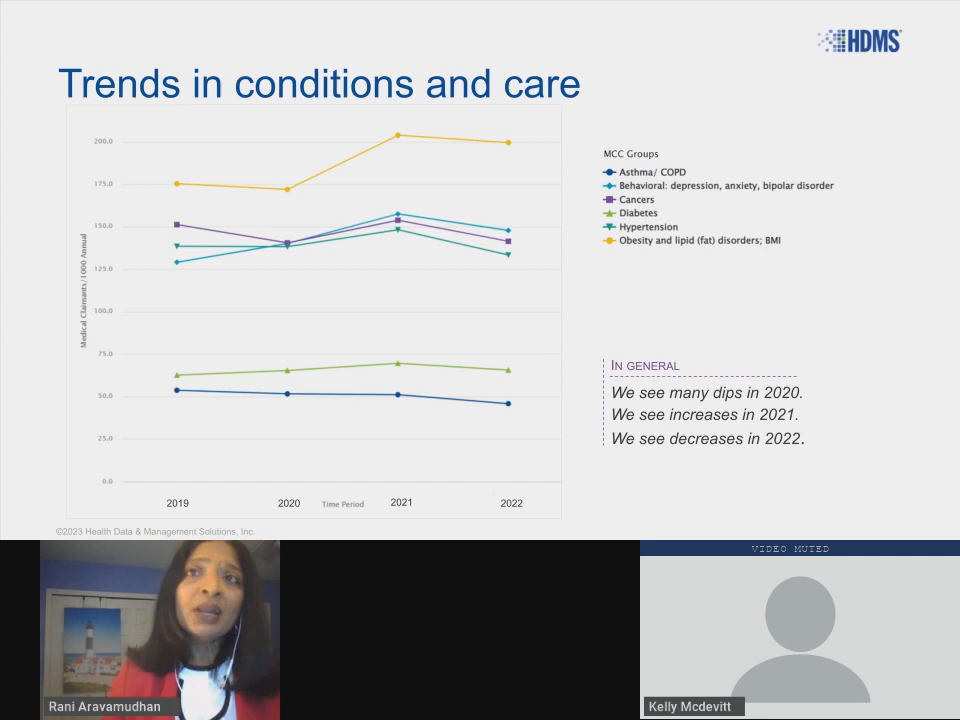 HDMS
Trends in conditions and care
200.0
175.0
150.0
125.0
100.0
75.0
50.0
25.0
0.0
Medical Claimants/1000 Annual
2019
2020
Time Period
2021
2022
MCC Groups
Asthma/ COPD
Behavioral: depression, anxiety, bipolar disorder
Cancers
Diabetes
Hypertension
Obesity and lipid (fat) disorders; BMI
IN GENERAL
We see many dips in 2020.
We see increases in 2021.
We see decreases in 2022.
©2023 Health Data & Management Solutions, Inc.
VIDEO MUTED
Rani Aravamudhan
Kelly Mcdevitt